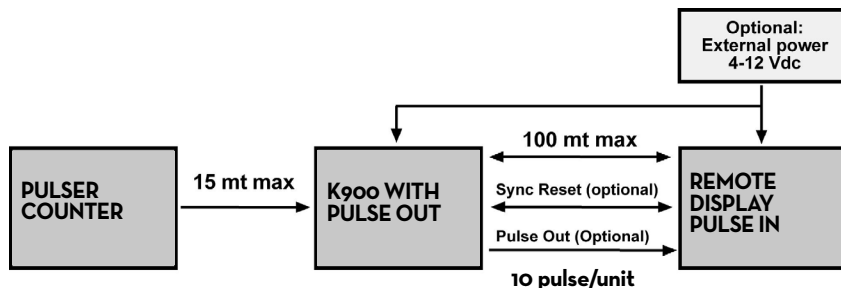 Optional:
External power
4-12 Vdc
PULSER
COUNTER
15 mt max
K900 WITH
PULSE OUT
100 mt max
Sync Reset (optional)
Pulse Out (Optional)
10 pulse/unit
REMOTE
DISPLAY
PULSE IN